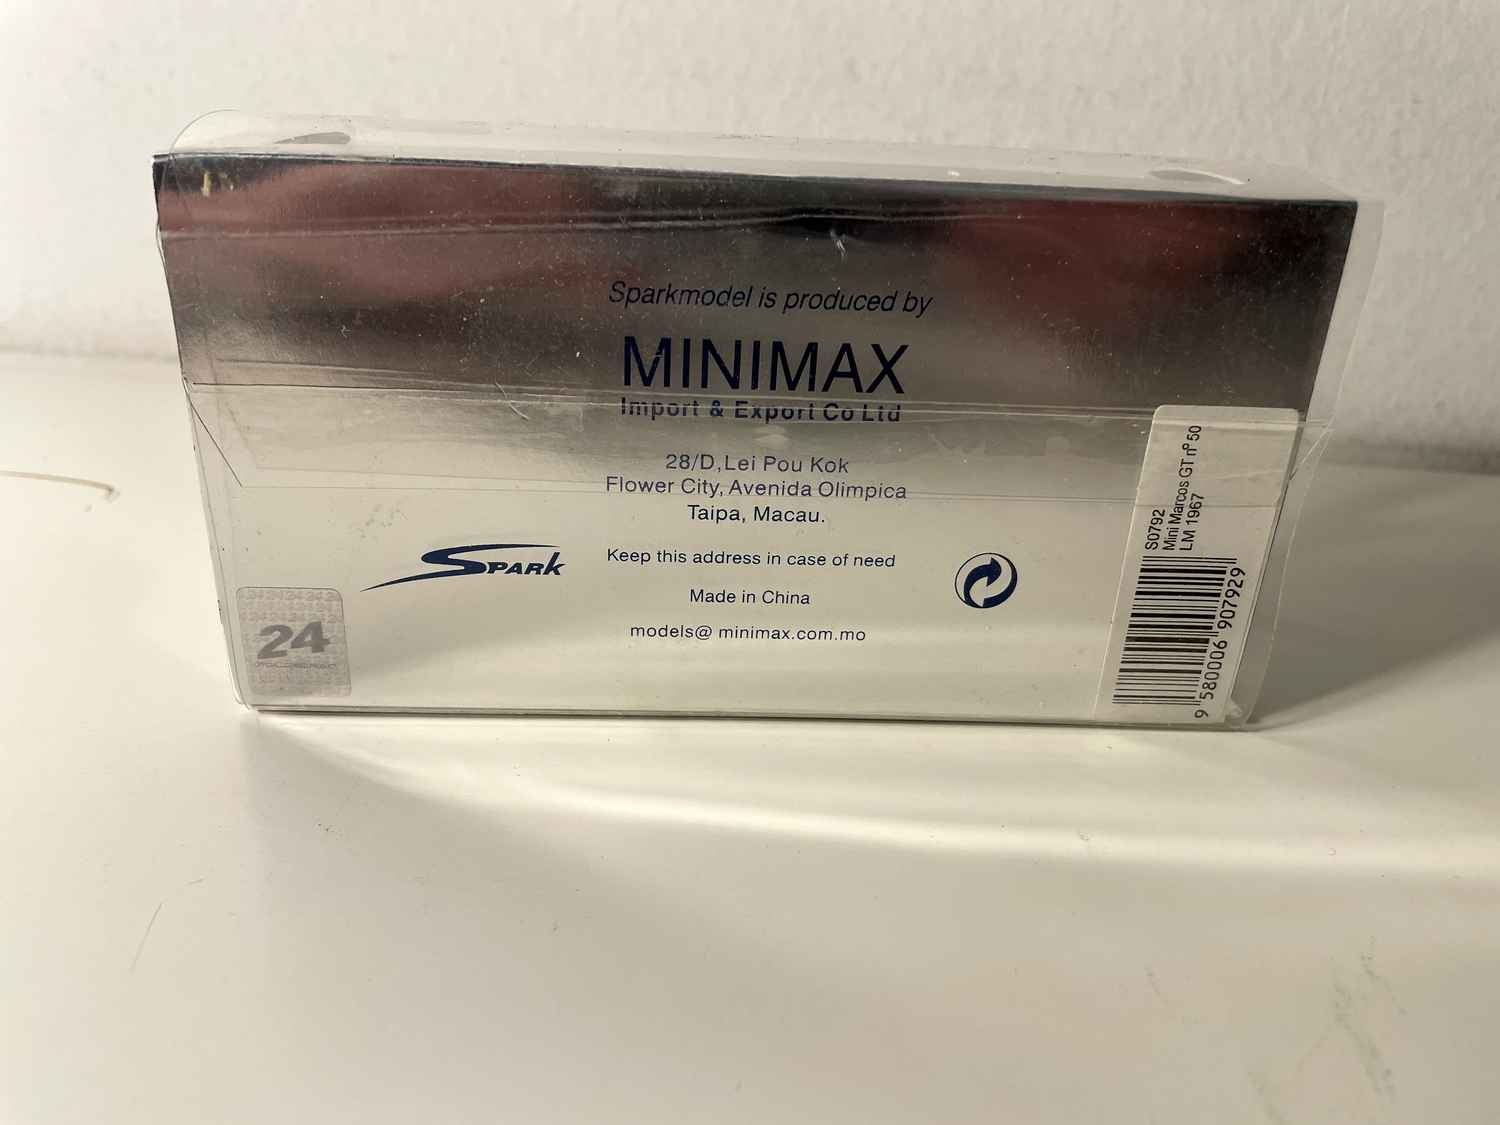 Sparkmodel is produced by
MINIMAX
Import & Export Co Ltd
28/D,Lei Pou Kok
Flower City, Avenida Olimpica
Taipa, Macau.
SPARK
Keep this address in case of need
Made in China
models@ minimax.com.mo
24
S0792
Mini Marcos GT nº 50
LM 1967
9 580006 907929